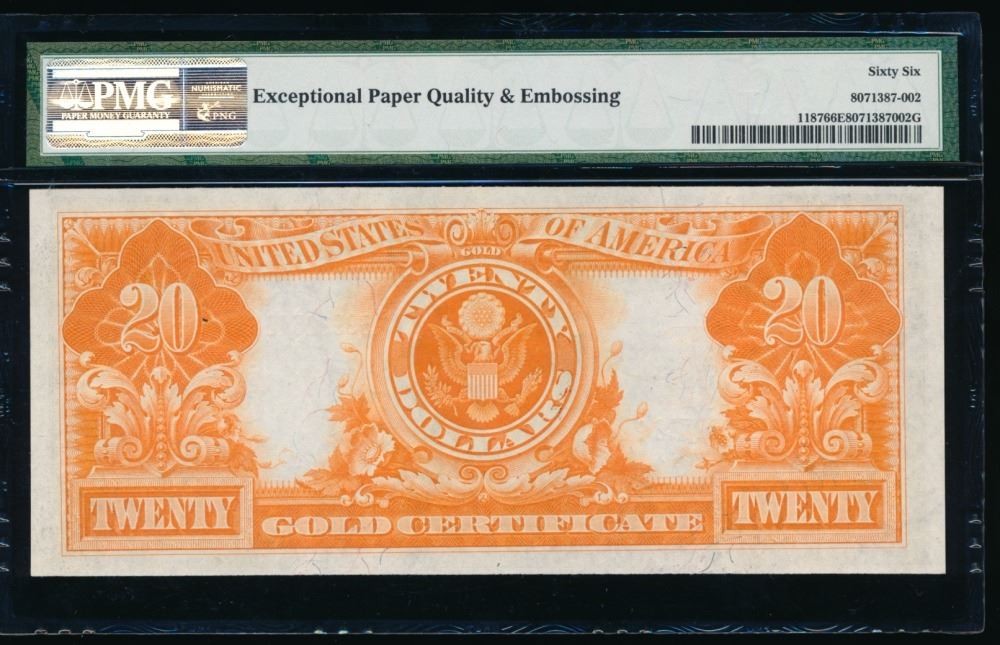 PMG
PAPER MONEY GUARANTY
NUMISMATIC
PNG
Exceptional Paper Quality & Embossing
Sixty Six
8071387-002
118766E8071387002G
UNITED STATES OF AMERICA
GOLD
20
20
TWENTY
DOLLARS
TWENTY
GOLD CERTIFICATE
TWENTY